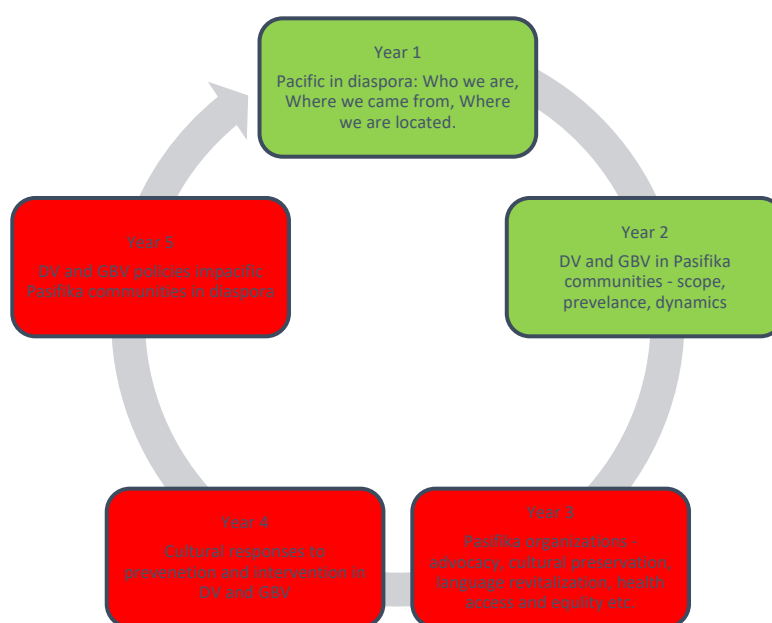 Year 1
Pacific in diaspora: Who we are,
Where we came from, Where
we are located.
Year 2
DV and GBV in Pasifika
communities - scope,
prevelance, dynamics
Year 3
Pasifika organizations -
advocacy, cultural preservation,
language revitalization, health
access and equlity etc.
Year 4
Cultural responses to
prevenetion and intervention in
DV and GBV
Year 5
DV and GBV policies impacific
Pasifika communities in diaspora